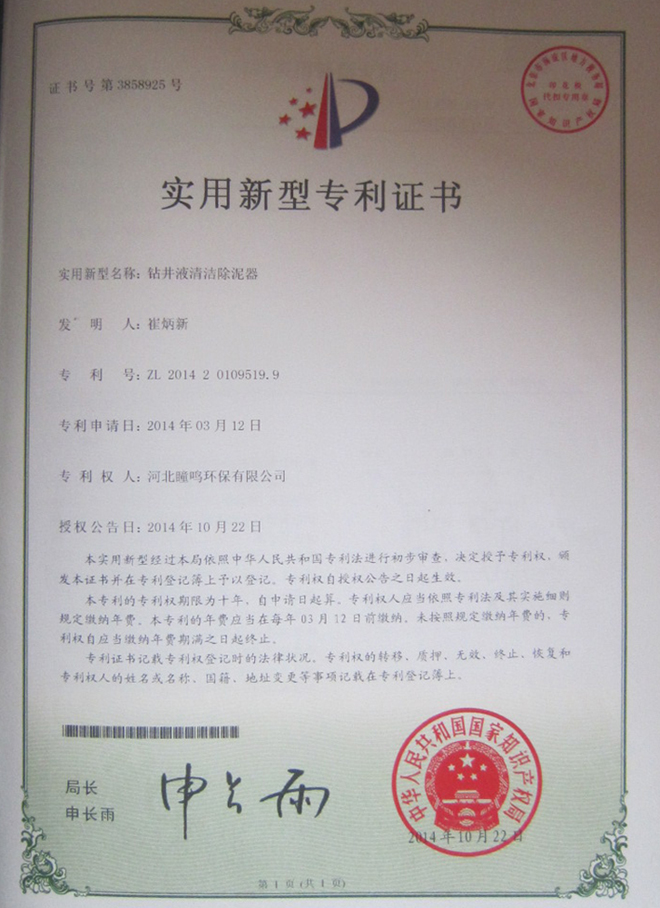 证书号第3858925号
实用新型专利证书
实用新型名称：钻井液清洁除泥器
发 明 人：崔炳新
专 利 号：ZL 2014 2 0109519.9
专利申请日：2014年03月12日
专 利 权 人：河北瞳鸣环保有限公司
授权公告日：2014年10月22日
本实用新型经过本局依照中华人民共和国专利法进行初步审查，决定授予专利权，颁
发本证书并在专利登记簿上予以登记。专利权自授权公告之日起生效。
本专利的专利权期限为十年，自申请日起算。专利权人应当依照专利法及其实施细则
规定缴纳年费。本专利的年费应当在每年03月12日前缴纳。未按照规定缴纳年费的，专
利权自应当缴纳年费期满之日起终止。
专利证书记载专利权登记时的法律状况。专利权的转移、质押、无效、终止、恢复和
专利权人的姓名或名称、国籍、地址变更等事项记载在专利登记簿上。
局长
申长雨
申长雨
中华人民共和国国家知识产权局
2014年10月22日
第1页(共1页)